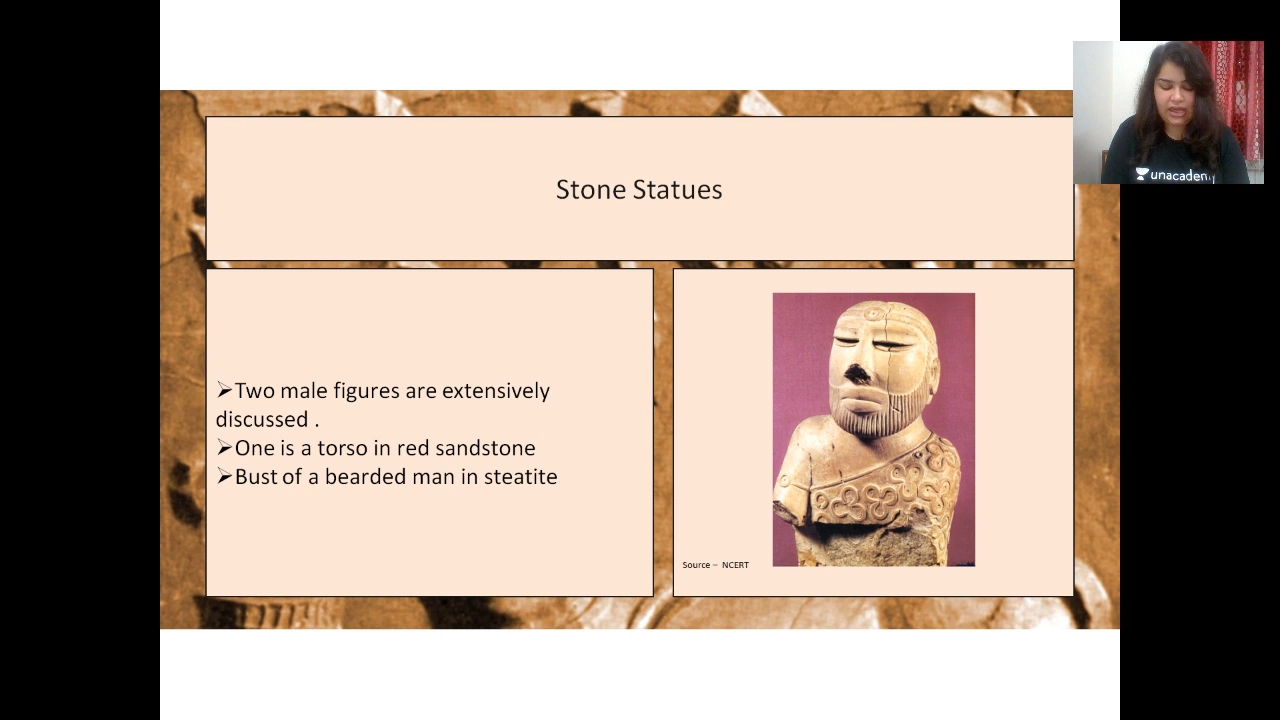 Stone Statues
➢Two male figures are extensively
discussed .
➢One is a torso in red sandstone
➢Bust of a bearded man in steatite
Source – NCERT
unacademy